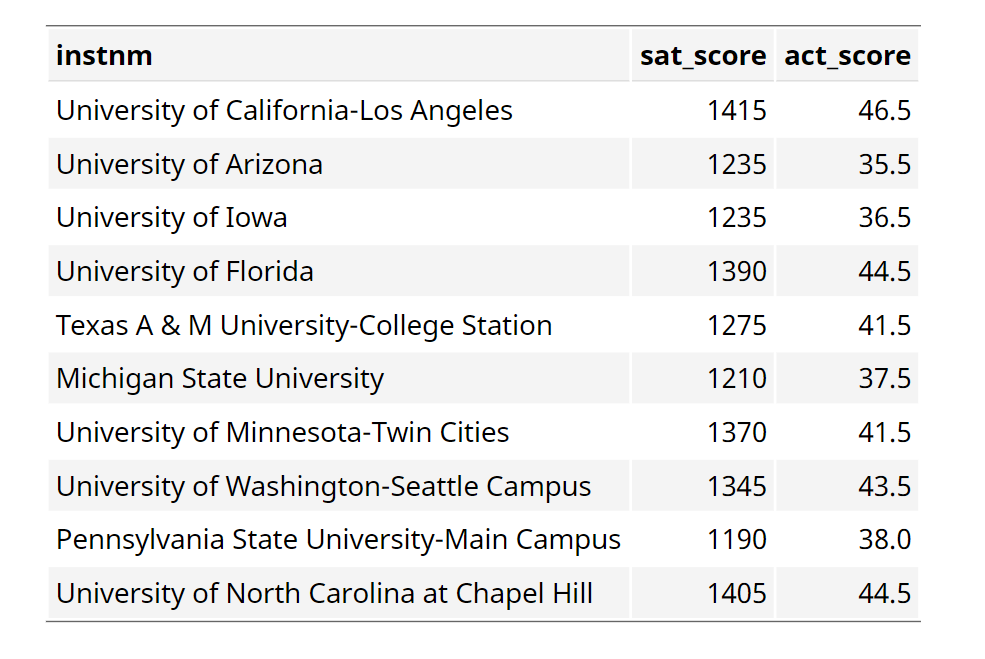 instnm sat_score act_score
University of California-Los Angeles 1415 46.5
University of Arizona 1235 35.5
University of Iowa 1235 36.5
University of Florida 1390 44.5
Texas A & M University-College Station 1275 41.5
Michigan State University 1210 37.5
University of Minnesota-Twin Cities 1370 41.5
University of Washington-Seattle Campus 1345 43.5
Pennsylvania State University-Main Campus 1190 38.0
University of North Carolina at Chapel Hill 1405 44.5